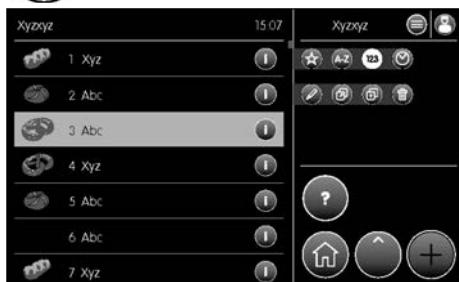 Xyzxyz 15:07 Xyzxyz
1 Xyz i
2 Abc i
3 Abc i
4 Xyz i
5 Abc i
6 Abc i
7 Xyz i
A-Z 123
?